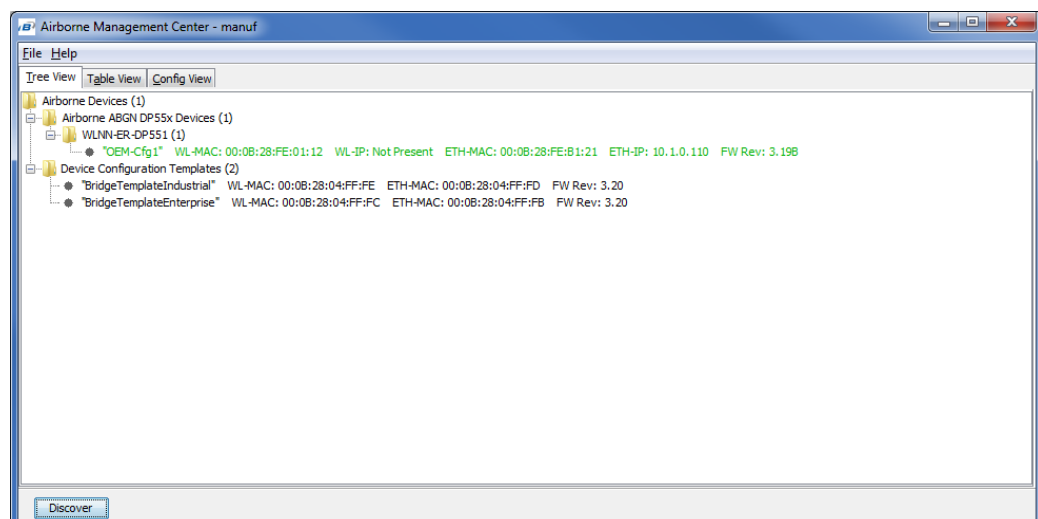 Airborne Management Center - manuf
File Help
Tree View Table View Config View
Airborne Devices (1)
Airborne ABGN DP55x Devices (1)
WLNN-ER-DP551 (1)
"OEM-Cfg1" WL-MAC: 00:0B:28:FE:01:12 WL-IP: Not Present ETH-MAC: 00:0B:28:FE:B1:21 ETH-IP: 10.1.0.110 FW Rev: 3.19B
Device Configuration Templates (2)
"BridgeTemplateIndustrial" WL-MAC: 00:0B:28:04:FF:FE ETH-MAC: 00:0B:28:04:FF:FD FW Rev: 3.20
"BridgeTemplateEnterprise" WL-MAC: 00:0B:28:04:FF:FC ETH-MAC: 00:0B:28:04:FF:FB FW Rev: 3.20
Discover